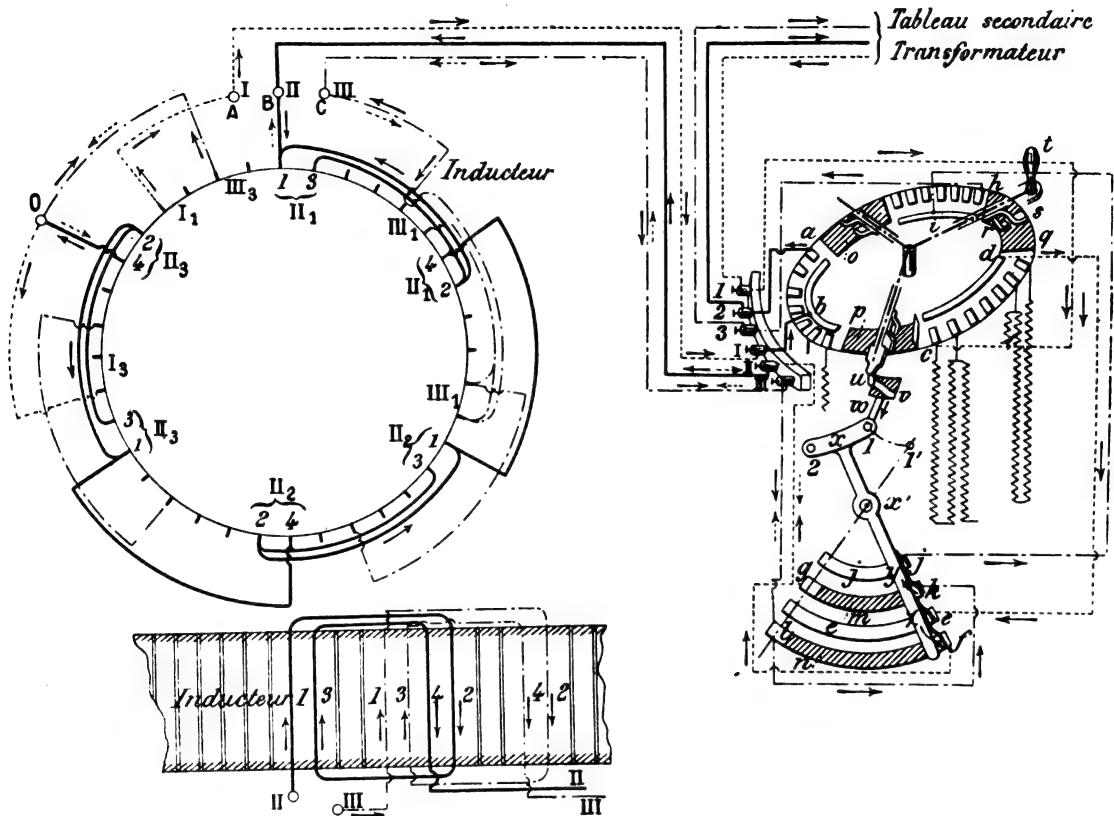 Tableau secondaire
Transformateur
I
II
III
A
B
C
t
Inducteur
III₃
1 3
II₁
I₁
III₁
O
2
4
II₃
4
2
II₁
h
s
r
q
a
i
o
d
1
2
3
b
p
c
I
I
II
u
v
w
I₃
III₁
3
1
II₃
II₂
1
3
x
1
2
1'
II₂
2 4
x'
j
g
j
y
k
m
e
e
l
f
n
Inducteur 1 3 1 3 4 2 4 2
II
III
II
III